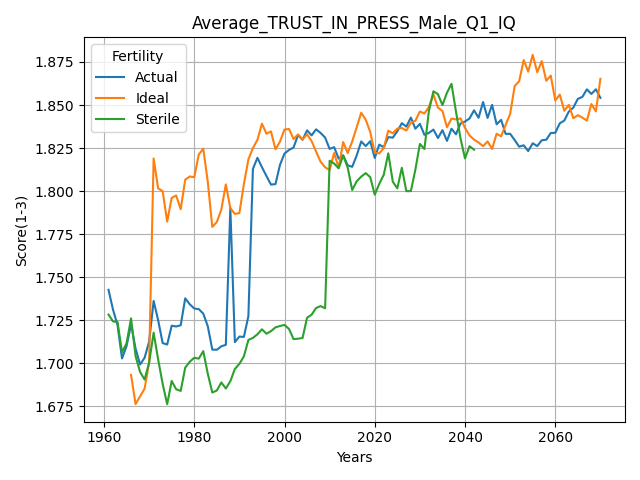 Average_TRUST_IN_PRESS_Male_Q1_IQ
Fertility
Actual
Ideal
Sterile
Score(1-3)
1.875
1.850
1.825
1.800
1.775
1.750
1.725
1.700
1.675
1960
1980
2000
2020
2040
2060
Years